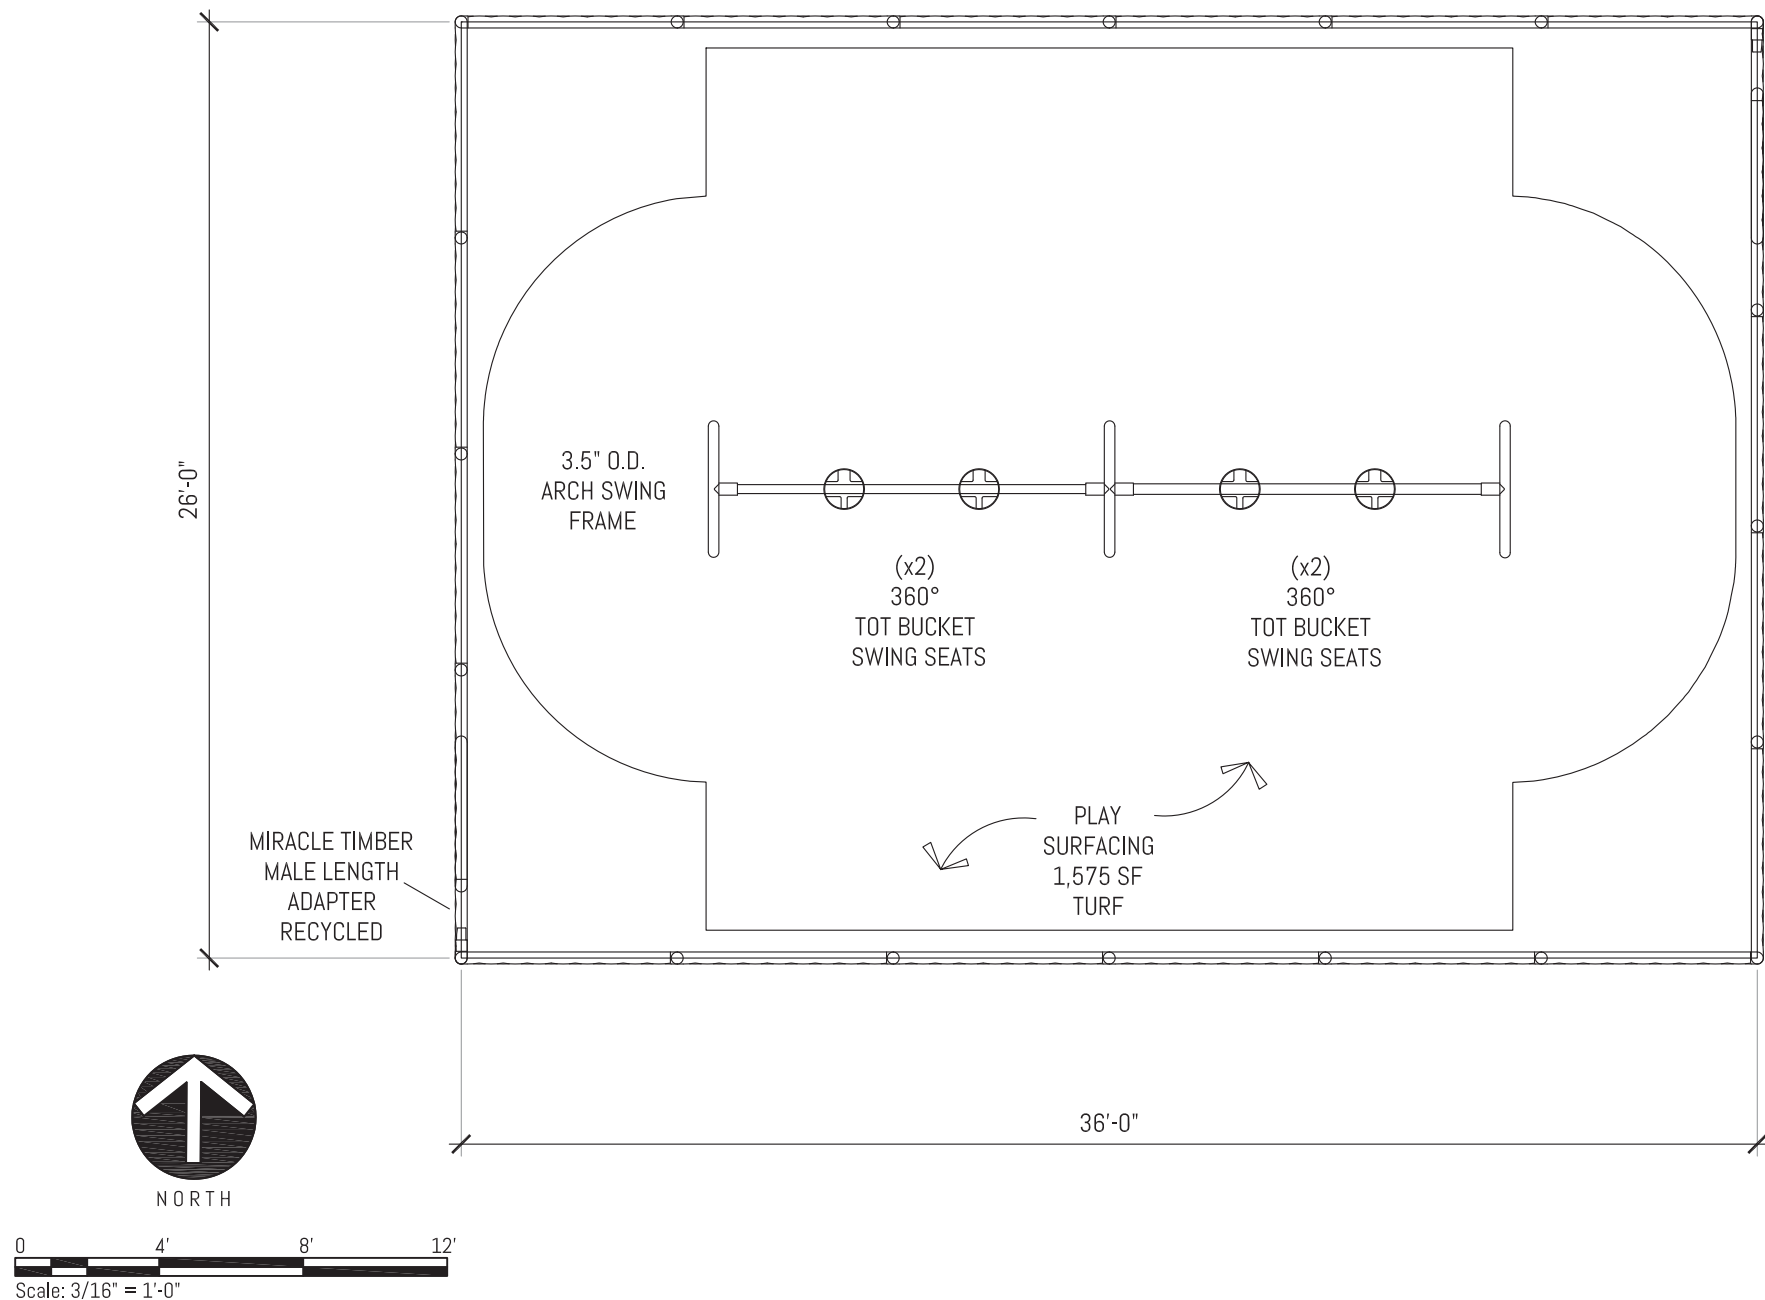 26'-0"
3.5" O.D.
ARCH SWING
FRAME
(x2)
360°
TOT BUCKET
SWING SEATS
(x2)
360°
TOT BUCKET
SWING SEATS
PLAY
SURFACING
1,575 SF
TURF
MIRACLE TIMBER
MALE LENGTH
ADAPTER
RECYCLED
36'-0"
NORTH
0 4' 8' 12'
Scale: 3/16" = 1'-0"